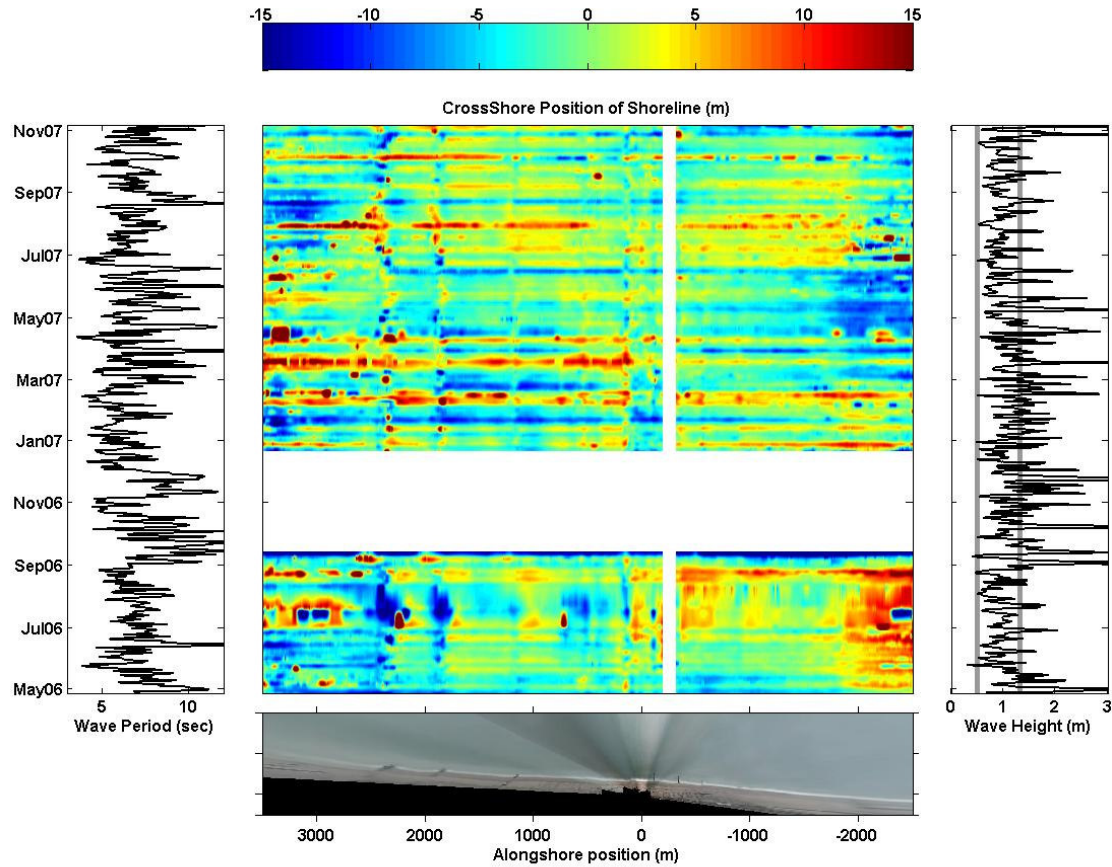 -15 -10 -5 0 5 10 15
CrossShore Position of Shoreline (m)
Nov07
Sep07
Jul07
May07
Mar07
Jan07
Nov06
Sep06
Jul06
May06
5 10
Wave Period (sec)
0 1 2 3
Wave Height (m)
3000 2000 1000 0 -1000 -2000
Alongshore position (m)